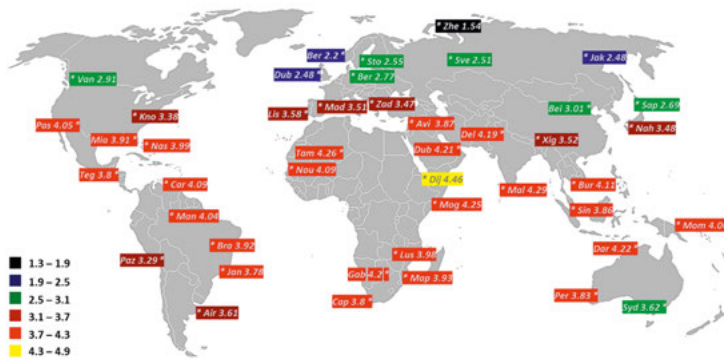 * Zhe 1.54
Ber 2.2 *
* Sto 2.55
* Sve 2.51
* Jak 2.48
Dub 2.48 *
* Ber 2.77
* Van 2.91
Bei 3.01 *
* Sap 2.69
* Kno 3.38
Lis 3.58 *
* Mad 3.51
* Zad 3.47
* Nah 3.48
Pas 4.05 *
Mia 3.91 *
* Nas 3.99
* Avi 3.87
Del 4.19 *
* Xig 3.52
Tam 4.26 *
Dub 4.21 *
Teg 3.8 *
* Nou 4.09
* Dij 4.46
* Car 4.09
* Mal 4.29
* Bur 4.11
* Man 4.04
* Mog 4.25
* Sin 3.86
* Mom 4.0
* Bra 3.92
Paz 3.29 *
* Lus 3.98
Dar 4.22 *
* Jan 3.78
Gab 4.2 *
* Map 3.93
Cap 3.8 *
Per 3.83 *
* Air 3.61
Syd 3.62 *
1.3 – 1.9
1.9 – 2.5
2.5 – 3.1
3.1 – 3.7
3.7 – 4.3
4.3 – 4.9